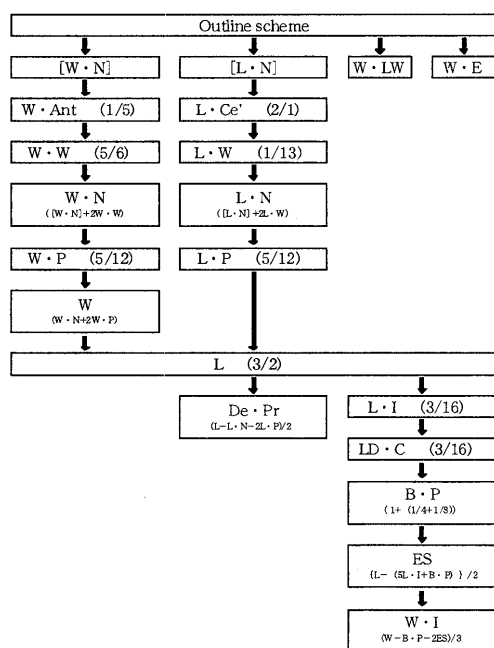 Outline scheme
[W・N]
[L・N]
W・LW
W・E
W・Ant (1/5)
L・Ce' (2/1)
W・W (5/6)
L・W (1/13)
W・N
([W・N]+2W・W)
L・N
([L・N]+2L・W)
W・P (5/12)
L・P (5/12)
W
(W・N+2W・P)
L (3/2)
De・Pr
(L-L・N-2L・P)/2
L・I (3/16)
LD・C (3/16)
B・P
(1+ (1/4+1/8))
ES
{L- (5L・I+B・P) } /2
W・I
(W-B・P-2ES)/3